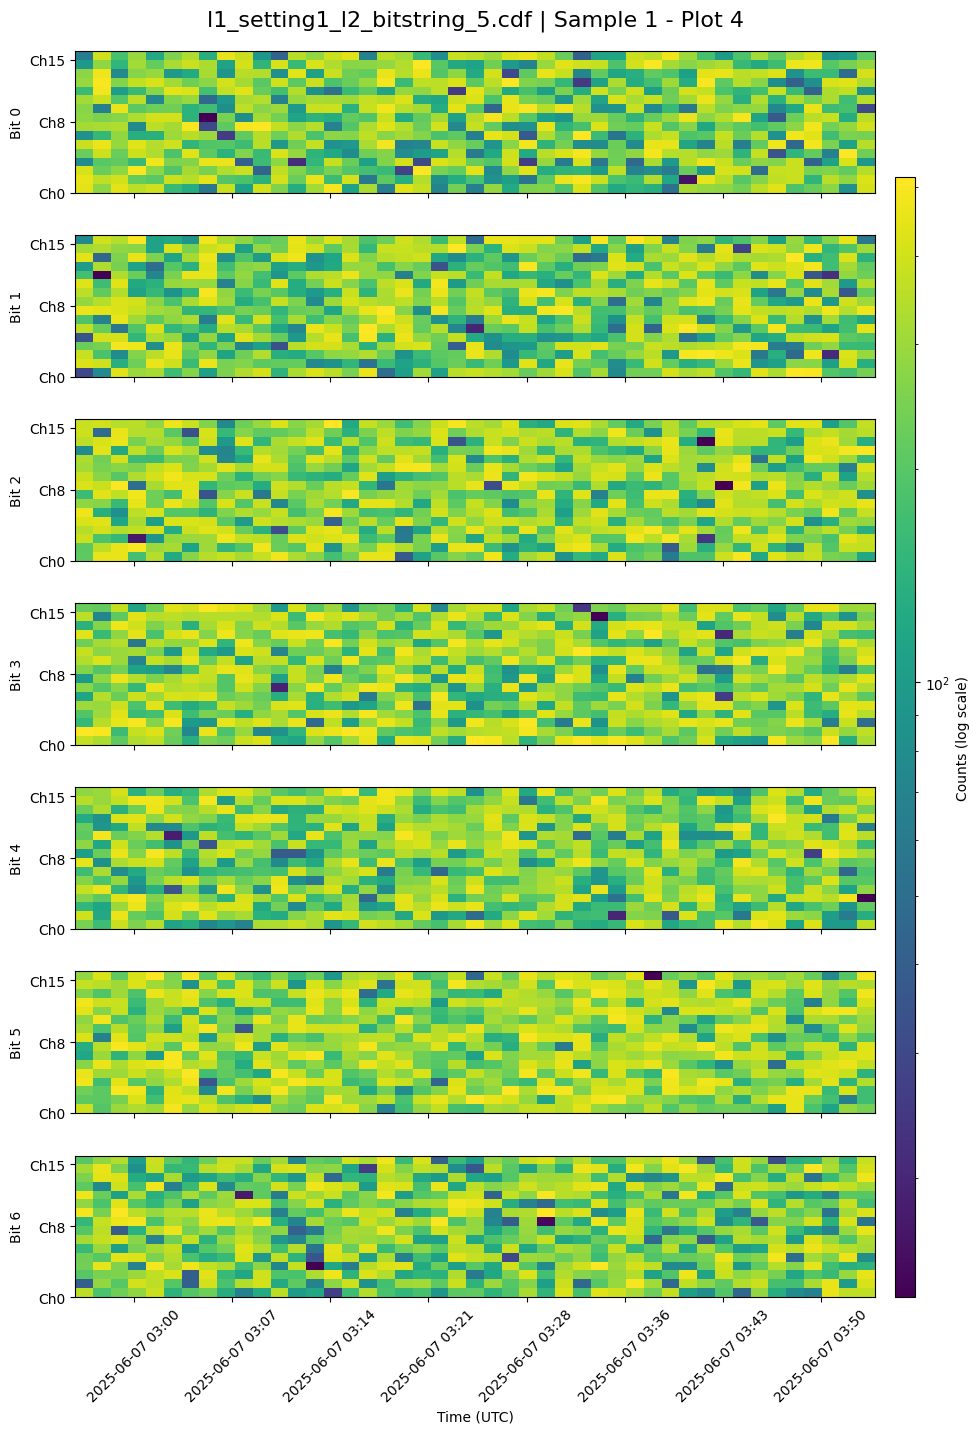 l1_setting1_l2_bitstring_5.cdf | Sample 1 - Plot 4
Bit 0
Ch15
Ch8
Ch0
Bit 1
Ch15
Ch8
Ch0
Bit 2
Ch15
Ch8
Ch0
Bit 3
Ch15
Ch8
Ch0
Bit 4
Ch15
Ch8
Ch0
Bit 5
Ch15
Ch8
Ch0
Bit 6
Ch15
Ch8
Ch0
2025-06-07 03:00
2025-06-07 03:07
2025-06-07 03:14
2025-06-07 03:21
2025-06-07 03:28
2025-06-07 03:36
2025-06-07 03:43
2025-06-07 03:50
Time (UTC)
10²
Counts (log scale)